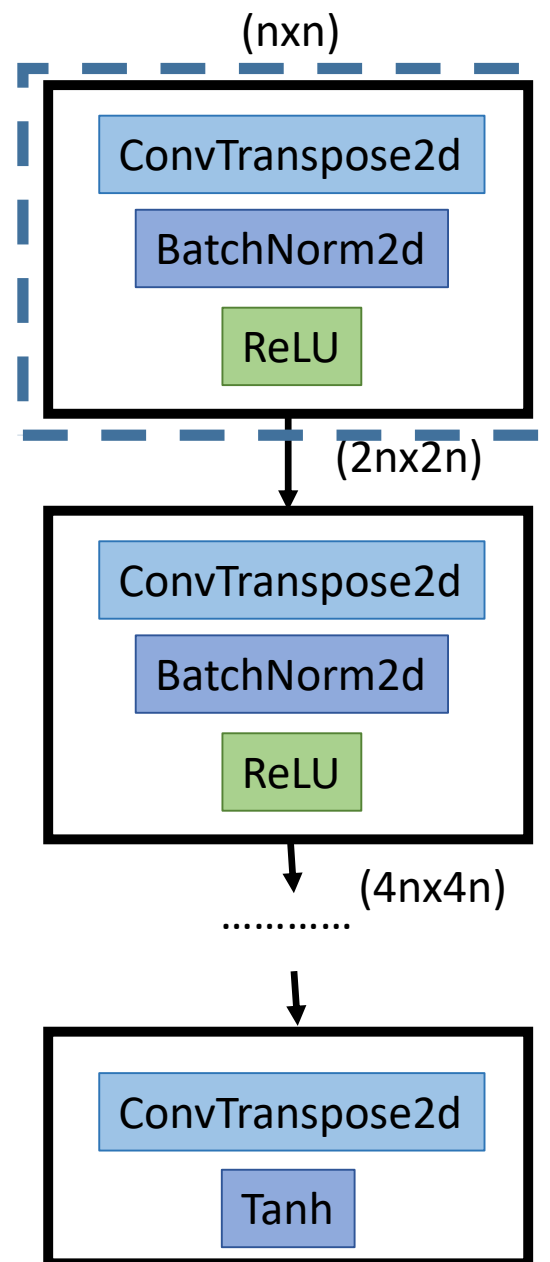 (nxn)
ConvTranspose2d
BatchNorm2d
ReLU
(2nx2n)
ConvTranspose2d
BatchNorm2d
ReLU
(4nx4n)
…………
ConvTranspose2d
Tanh